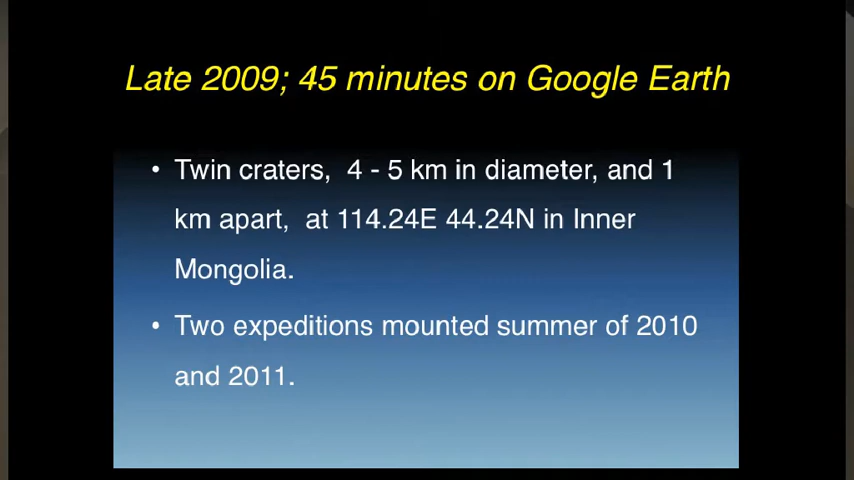 Late 2009; 45 minutes on Google Earth
• Twin craters, 4 - 5 km in diameter, and 1
km apart, at 114.24E 44.24N in Inner
Mongolia.
• Two expeditions mounted summer of 2010
and 2011.